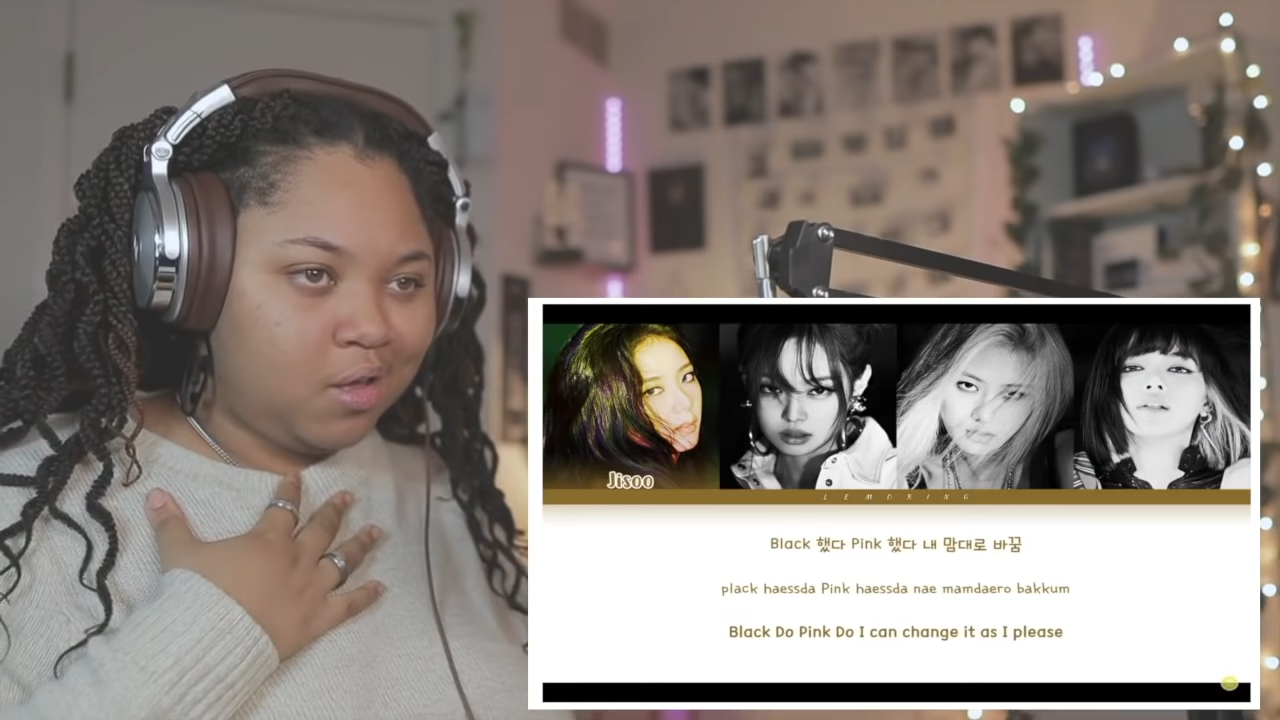 Jisoo
LEMORING
Black 했다 Pink 했다 내 맘대로 바꿈
plack haessda Pink haessda nae mamdaero bakkum
Black Do Pink Do I can change it as I please